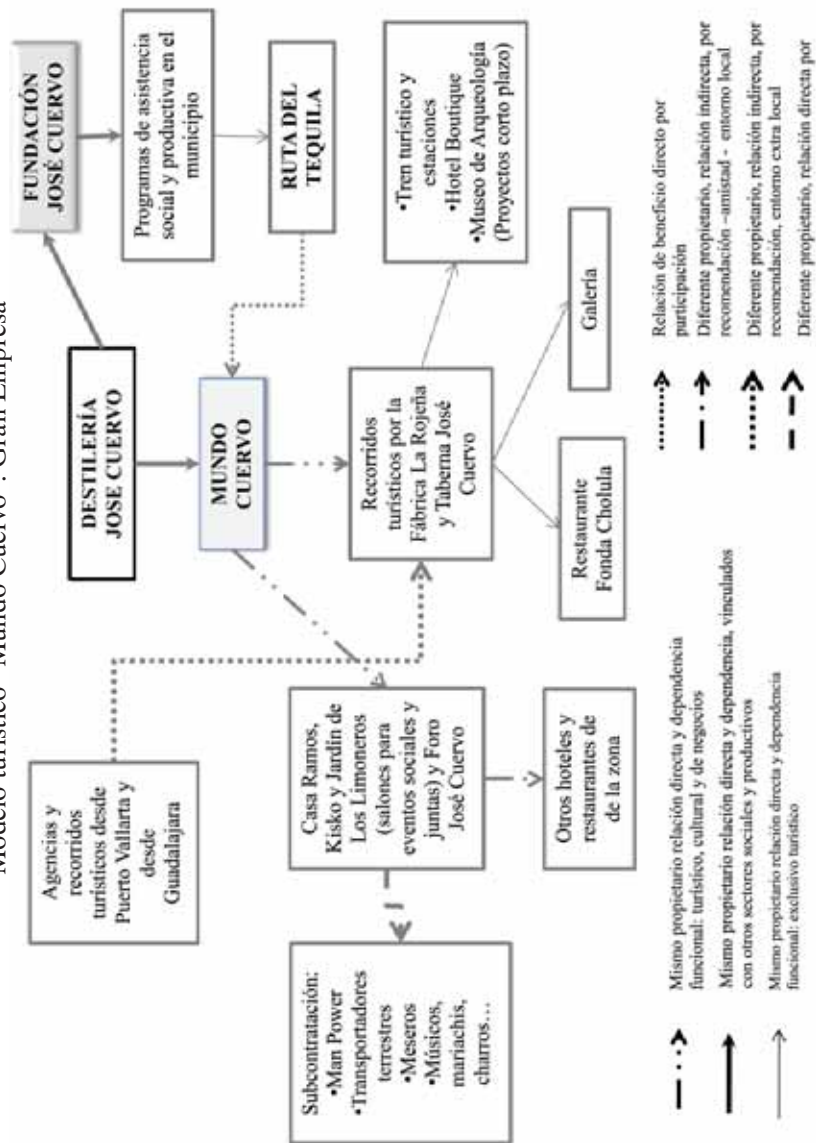 Modelo turístico "Mundo Cuervo". Gran Empresa
DESTILERÍA
JOSE CUERVO
FUNDACIÓN
JOSÉ CUERVO
Programas de asistencia
social y productiva en el
municipio
RUTA DEL
TEQUILA
MUNDO
CUERVO
Agencias y
recorridos
turísticos desde
Puerto Vallarta y
desde
Guadalajara
Casa Ramos,
Kisko y Jardín de
Los Limoneros
(salones para
eventos sociales y
juntas) y Foro
José Cuervo
Recorridos
turísticos por la
Fábrica La Rojeña
y Taberna José
Cuervo
•Tren turístico y
estaciones
•Hotel Boutique
•Museo de Arqueología
(Proyectos corto plazo)
Subcontratación:
•Man Power
•Transportadores
terrestres
•Meseros
•Músicos,
mariachis,
charros…
Otros hoteles y
restaurantes de
de la zona
Restaurante
Fonda Cholula
Galería
Mismo propietario relación directa y dependencia
funcional: turístico, cultural y de negocios
Mismo propietario relación directa y dependencia, vinculados
con otros sectores sociales y productivos
Mismo propietario relación directa y dependencia
funcional: exclusivo turístico
Relación de beneficio directo por
participación
Diferente propietario, relación indirecta, por
recomendación –amistad - entorno local
Diferente propietario, relación indirecta, por
recomendación, entorno extra local
Diferente propietario, relación directa por